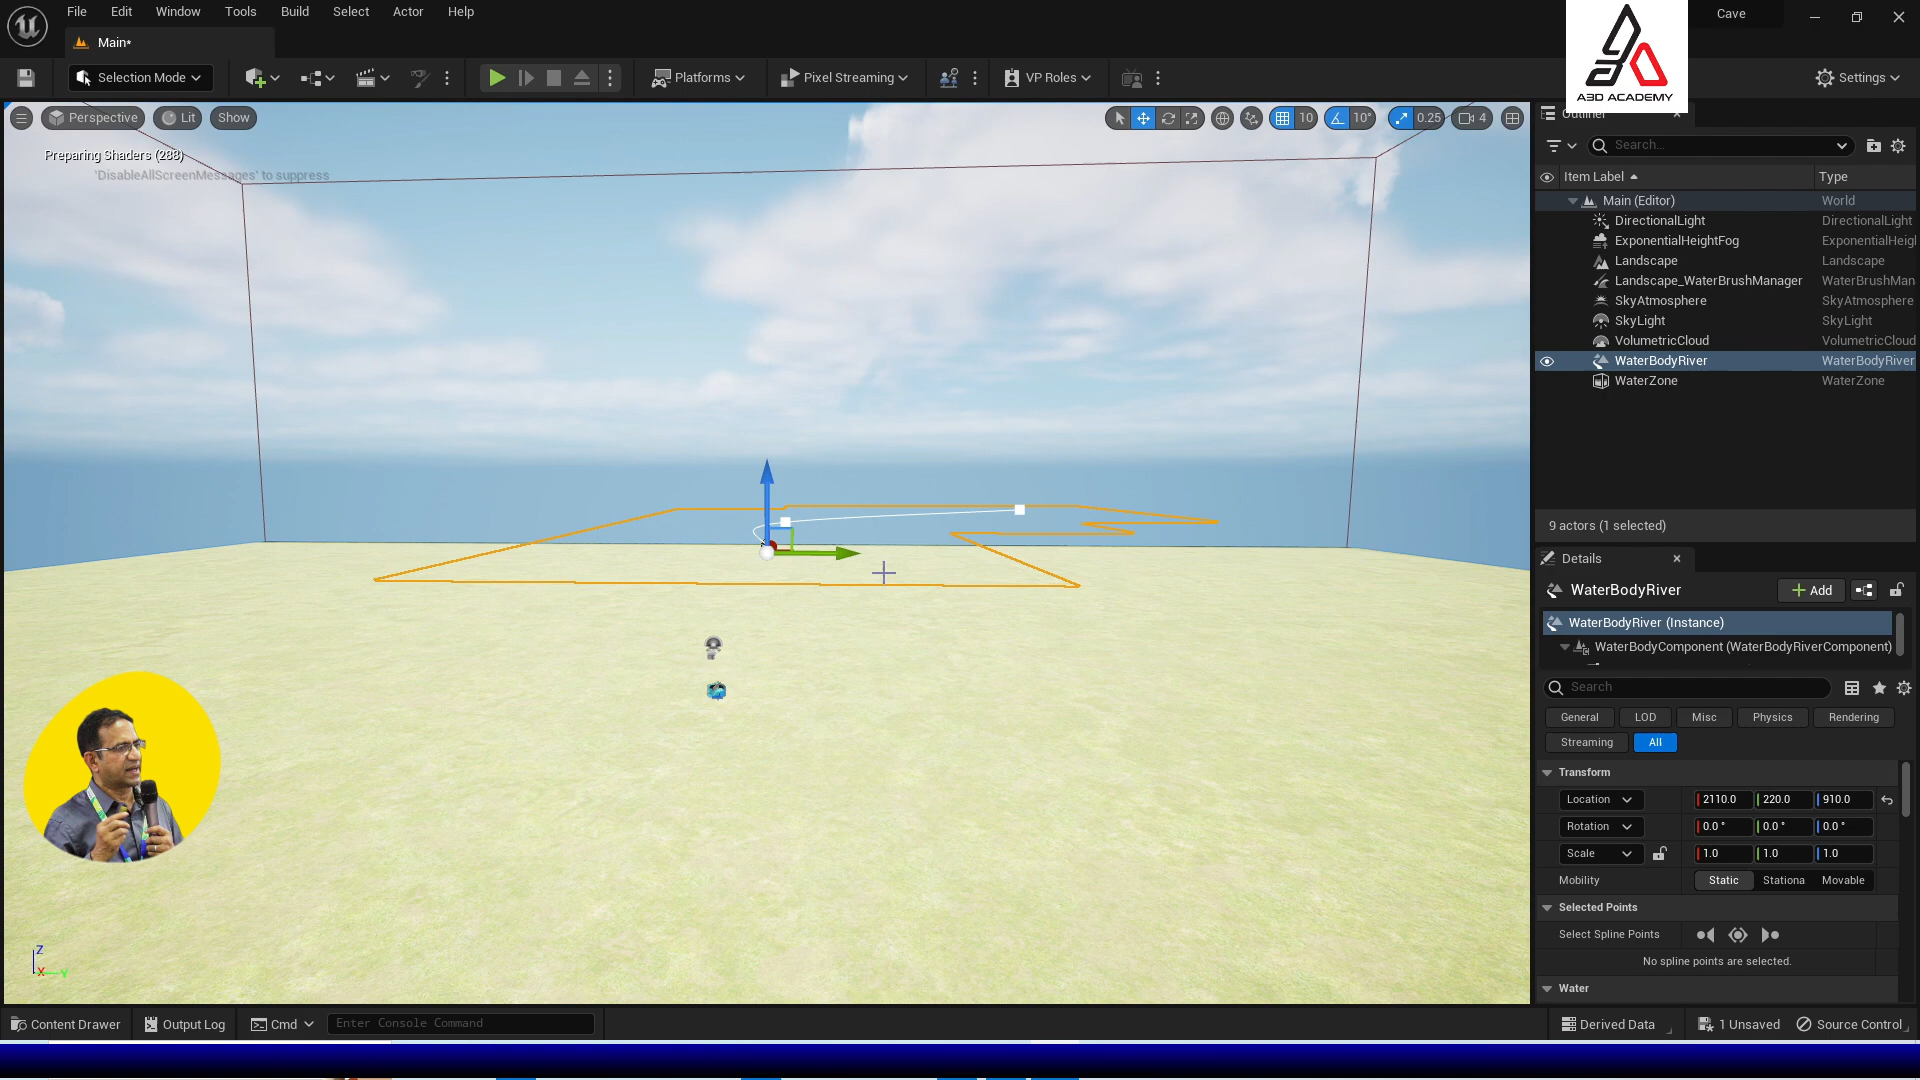 File Edit Window Tools Build Select Actor Help
Cave
Main*
Selection Mode
Platforms
Pixel Streaming
VP Roles
Settings
A3D ACADEMY
Perspective
Lit
Show
10
10°
0.25
4
Preparing Shaders (288)
'DisableAllScreenMessages' to suppress
Outliner
Search...
Item Label
Type
Main (Editor) World
DirectionalLight DirectionalLight
ExponentialHeightFog ExponentialHeigl
Landscape Landscape
Landscape_WaterBrushManager WaterBrushMan
SkyAtmosphere SkyAtmosphere
SkyLight SkyLight
VolumetricCloud VolumetricCloud
WaterBodyRiver WaterBodyRiver
WaterZone WaterZone
9 actors (1 selected)
Details
WaterBodyRiver
Add
WaterBodyRiver (Instance)
WaterBodyComponent (WaterBodyRiverComponent)
Search
General LOD Misc Physics Rendering
Streaming All
Transform
Location 2110.0 220.0 910.0
Rotation 0.0 ° 0.0 ° 0.0 °
Scale 1.0 1.0 1.0
Mobility Static Stationa Movable
Selected Points
Select Spline Points
No spline points are selected.
Water
Z
X Y
Content Drawer
Output Log
Cmd
Enter Console Command
Derived Data
1 Unsaved
Source Control